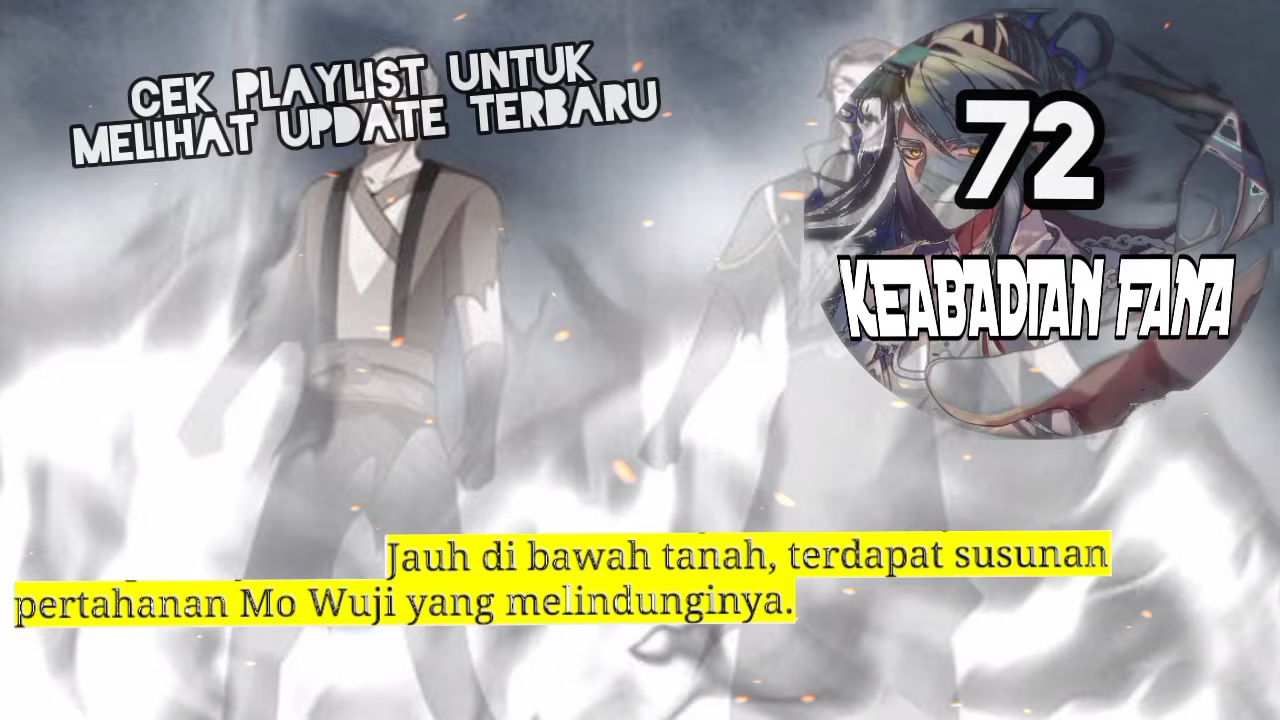 CEK PLAYLIST UNTUK
MELIHAT UPDATE TERBARU
72
KEABADIAN FANA
Jauh di bawah tanah, terdapat susunan
pertahanan Mo Wuji yang melindunginya.